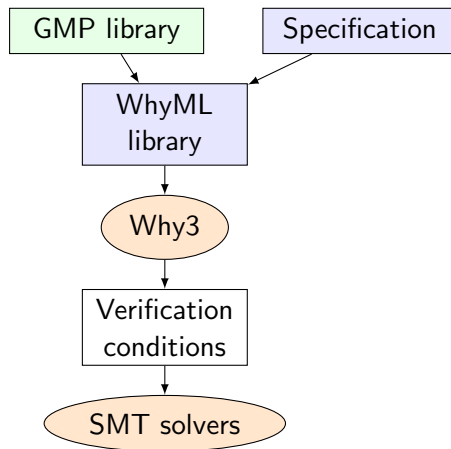 GMP library
Specification
WhyML
library
Why3
Verification
conditions
SMT solvers